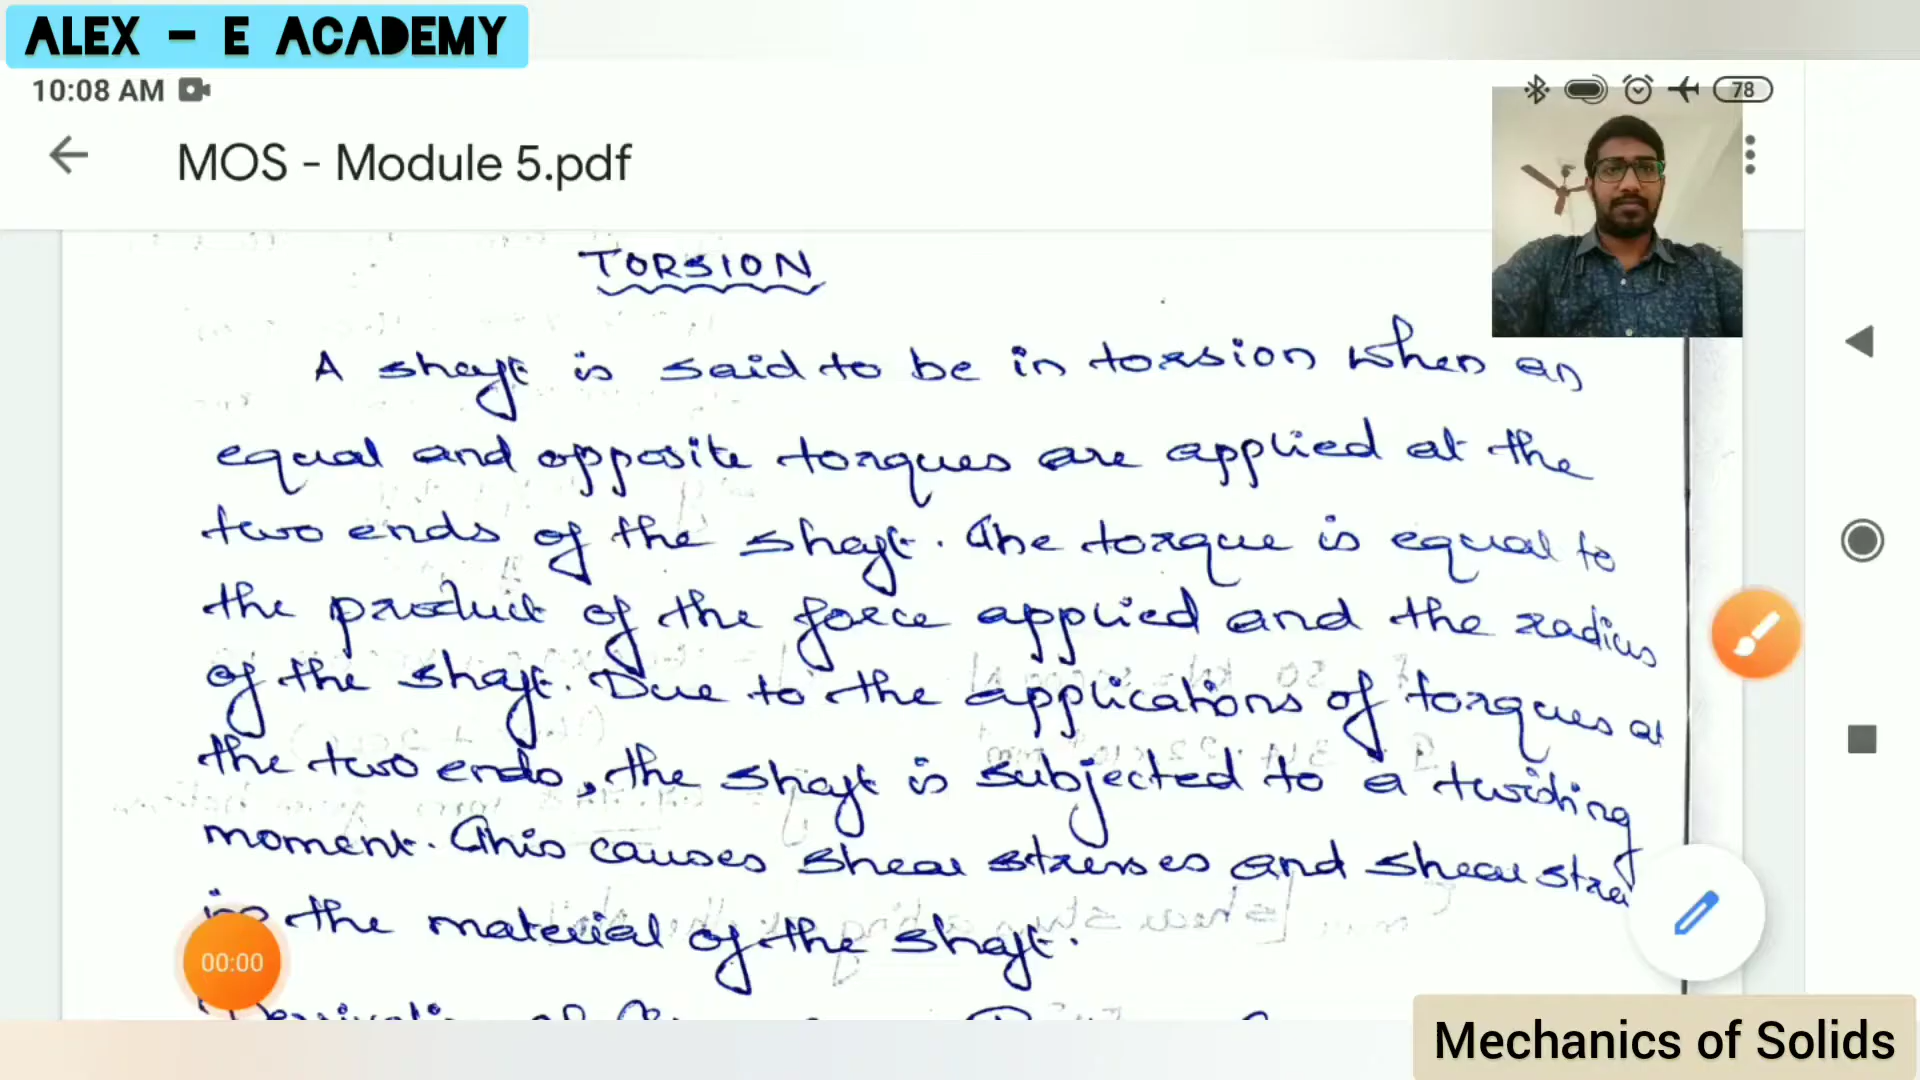 ALEX - E ACADEMY
10:08 AM
78
MOS - Module 5.pdf
TORSION
A shaft is said to be in torsion when an
equal and opposite torques are applied at the
two ends of the shaft. The torque is equal to
the product of the force applied and the radius
of the shaft. Due to the applications of torques at
the two ends, the shaft is subjected to a twisting
moment. This causes shear stresses and shear stra
in the material of the shaft.
00:00
Mechanics of Solids